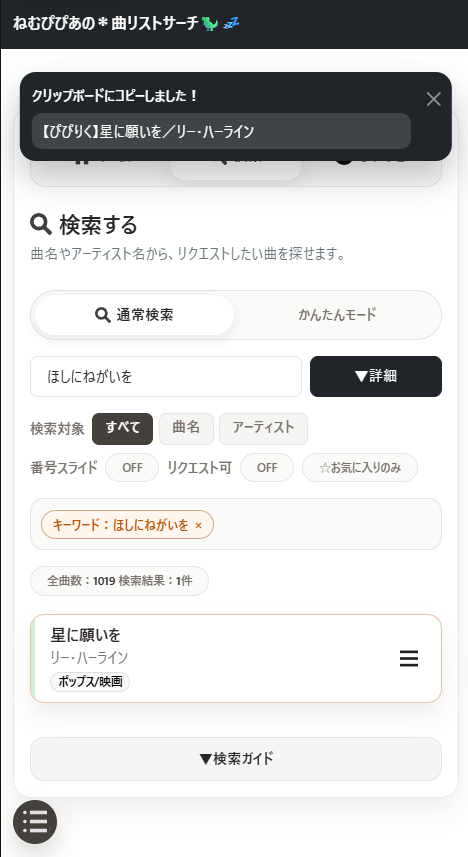 ねむぴぴあの＊曲リストサーチ🦖💤
クリップボードにコピーしました！
【ぴぴりく】星に願いを／リー・ハーライン
検索する
曲名やアーティスト名から、リクエストしたい曲を探せます。
通常検索
かんたんモード
ほしにねがいを
▼詳細
検索対象 すべて 曲名 アーティスト
番号スライド OFF リクエスト可 OFF ☆お気に入りのみ
キーワード：ほしにねがいを ×
全曲数：1019 検索結果：1件
星に願いを
リー・ハーライン
ポップス/映画
▼検索ガイド